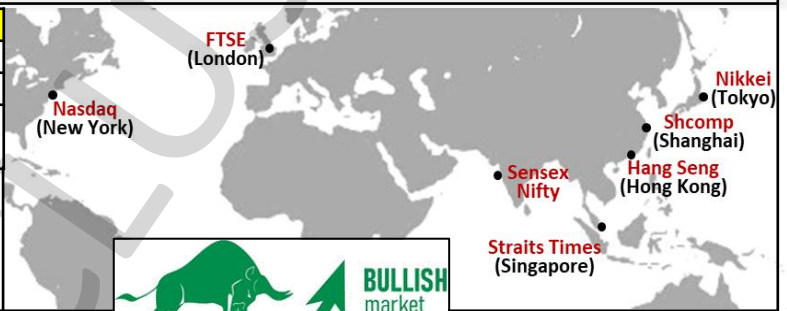 FTSE
(London)
Nasdaq
(New York)
Nikkei
(Tokyo)
Shcomp
(Shanghai)
Hang Seng
(Hong Kong)
Sensex
Nifty
Straits Times
(Singapore)
BULLISH
market